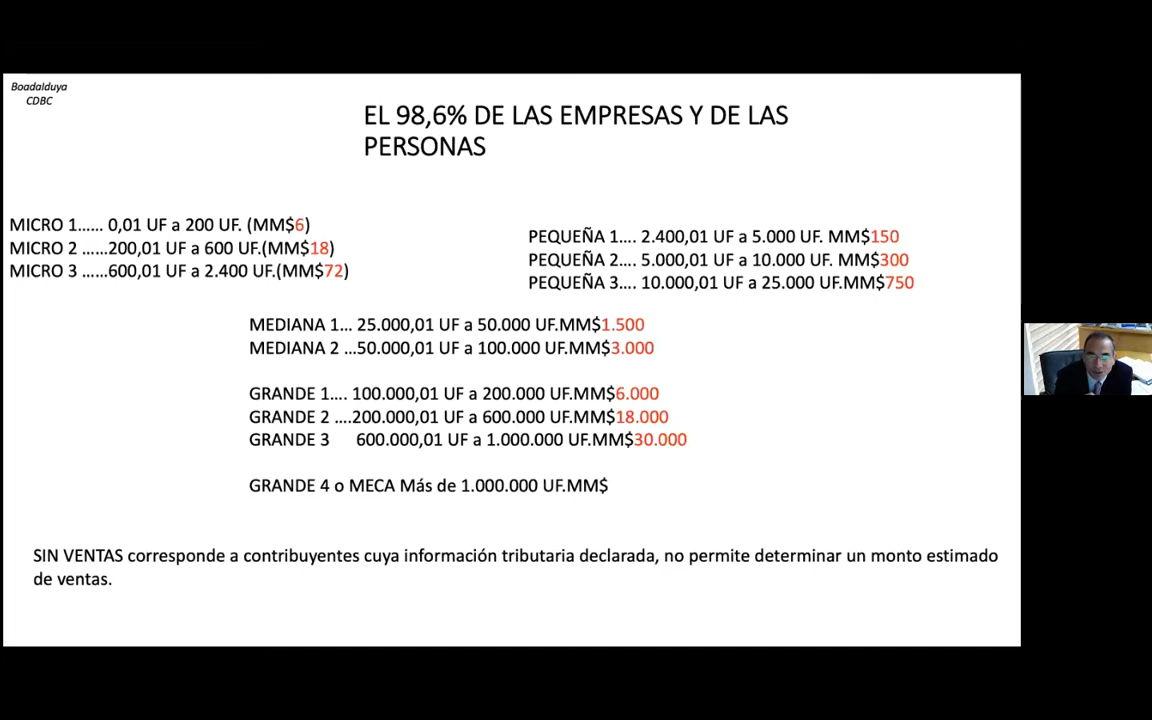 Boadalduya
CDBC
EL 98,6% DE LAS EMPRESAS Y DE LAS
PERSONAS
MICRO 1...... 0,01 UF a 200 UF. (MM$6)
MICRO 2 ......200,01 UF a 600 UF.(MM$18)
MICRO 3 ......600,01 UF a 2.400 UF.(MM$72)
PEQUEÑA 1.... 2.400,01 UF a 5.000 UF. MM$150
PEQUEÑA 2.... 5.000,01 UF a 10.000 UF. MM$300
PEQUEÑA 3.... 10.000,01 UF a 25.000 UF.MM$750
MEDIANA 1... 25.000,01 UF a 50.000 UF.MM$1.500
MEDIANA 2 ...50.000,01 UF a 100.000 UF.MM$3.000
GRANDE 1.... 100.000,01 UF a 200.000 UF.MM$6.000
GRANDE 2 ....200.000,01 UF a 600.000 UF.MM$18.000
GRANDE 3 600.000,01 UF a 1.000.000 UF.MM$30.000
GRANDE 4 o MECA Más de 1.000.000 UF.MM$
SIN VENTAS corresponde a contribuyentes cuya información tributaria declarada, no permite determinar un monto estimado
de ventas.